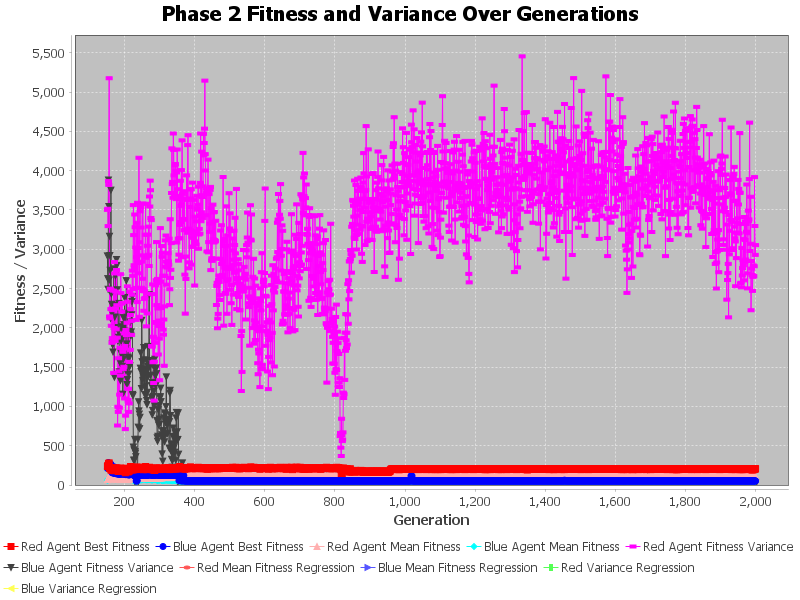 Phase 2 Fitness and Variance Over Generations
Fitness / Variance
5,500
5,000
4,500
4,000
3,500
3,000
2,500
2,000
1,500
1,000
500
0
200 400 600 800 1,000 1,200 1,400 1,600 1,800 2,000
Generation
Red Agent Best Fitness Blue Agent Best Fitness Red Agent Mean Fitness Blue Agent Mean Fitness Red Agent Fitness Variance
Blue Agent Fitness Variance Red Mean Fitness Regression Blue Mean Fitness Regression Red Variance Regression
Blue Variance Regression